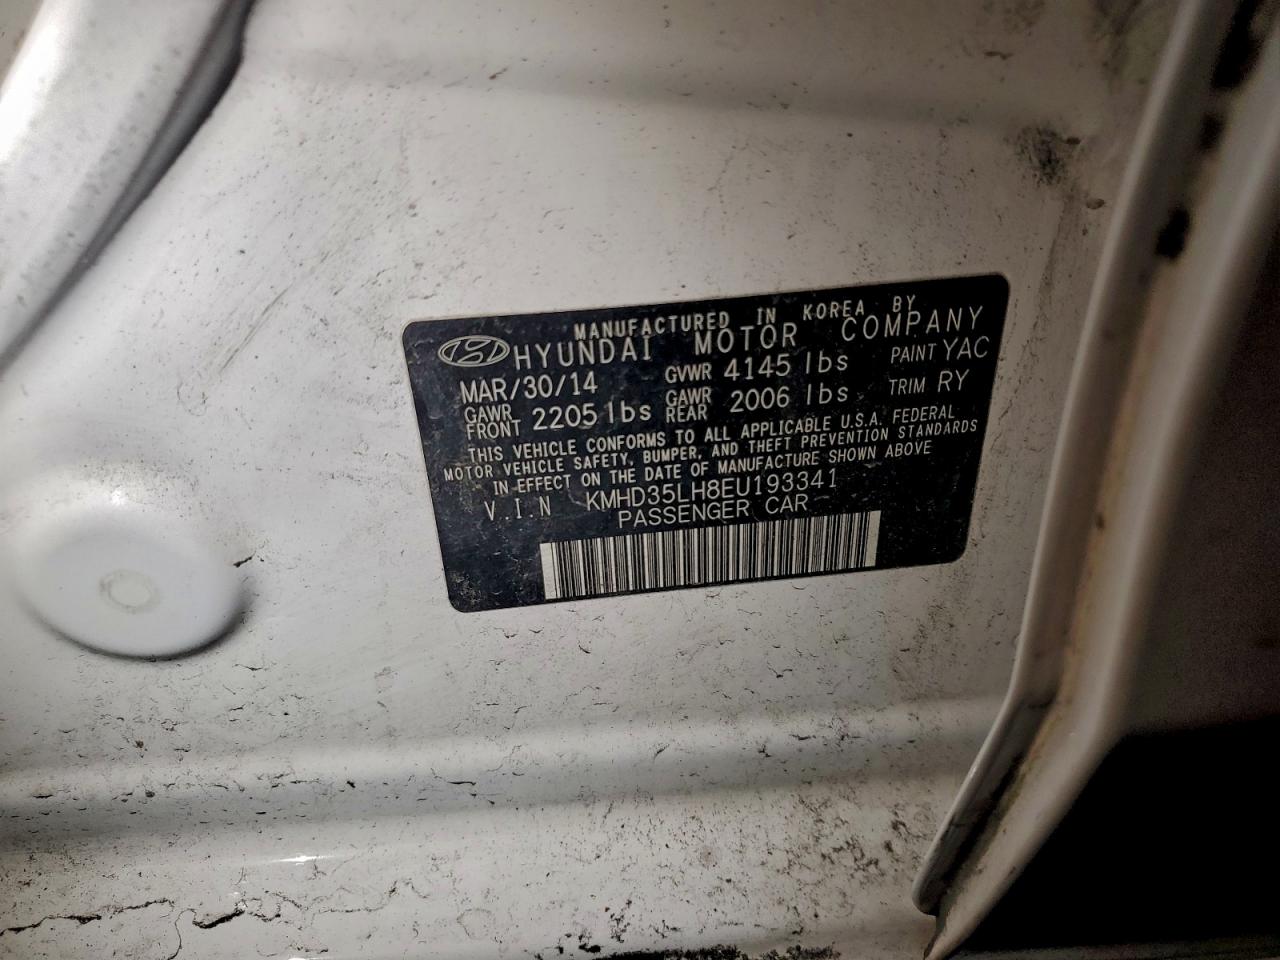 MANUFACTURED IN KOREA BY
HYUNDAI MOTOR COMPANY
MAR/30/14 GVWR 4145 lbs PAINT YAC
GAWR FRONT 2205 lbs GAWR REAR 2006 lbs TRIM RY
THIS VEHICLE CONFORMS TO ALL APPLICABLE U.S.A. FEDERAL
MOTOR VEHICLE SAFETY, BUMPER, AND THEFT PREVENTION STANDARDS
IN EFFECT ON THE DATE OF MANUFACTURE SHOWN ABOVE
V.I.N KMHD35LH8EU193341
PASSENGER CAR